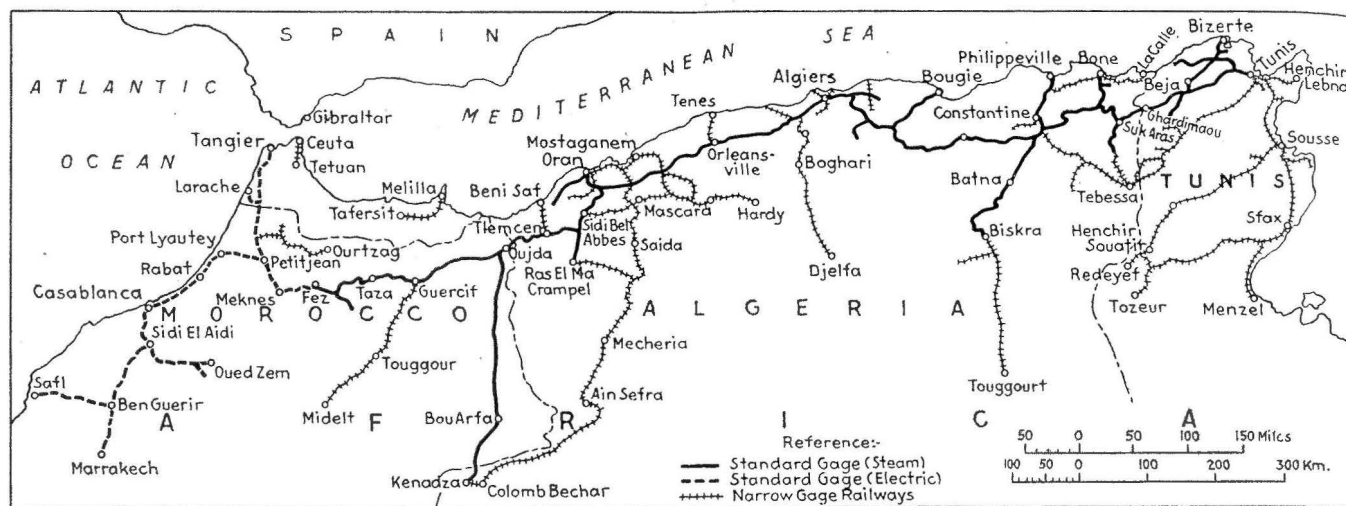 SPAIN
ATLANTIC
OCEAN
MEDITERRANEAN
SEA
Gibraltar
Tangier
Ceuta
Tetuan
Larache
Melilla
Tafersit
Beni Saf
Mostaganem
Oran
Tenes
Algiers
Bougie
Philippeville
Bone
La Calle
Bizerte
Tunis
Henchir
Lebna
Beja
Constantine
Ghardimaou
Suk Aras
Sousse
Orleans-
ville
Boghari
Batna
Tebessa
TUNIS
Port Lyautey
Ourtzag
Tlemcen
Sidi Bel
Abbes
Mascara
Hardy
Sfax
Rabat
Petitjean
Oujda
Saida
Biskra
Henchir
Souatir
Casablanca
Meknes
Fez
Taza
Guercif
Ras El Ma
Crampel
Djelfa
Redeyef
Tozeur
Menzel
MOROCCO
ALGERIA
Sidi El Aidi
Oued Zem
Touggour
Mecheria
Touggourt
Safi
Ben Guerir
Midelt
Bou Arfa
Ain Sefra
AFRICA
Marrakech
Kenadza
Colomb Bechar
Reference:-
Standard Gage (Steam)
Standard Gage (Electric)
Narrow Gage Railways
50 0 50 100 150 Miles
100 50 0 100 200 300 Km.